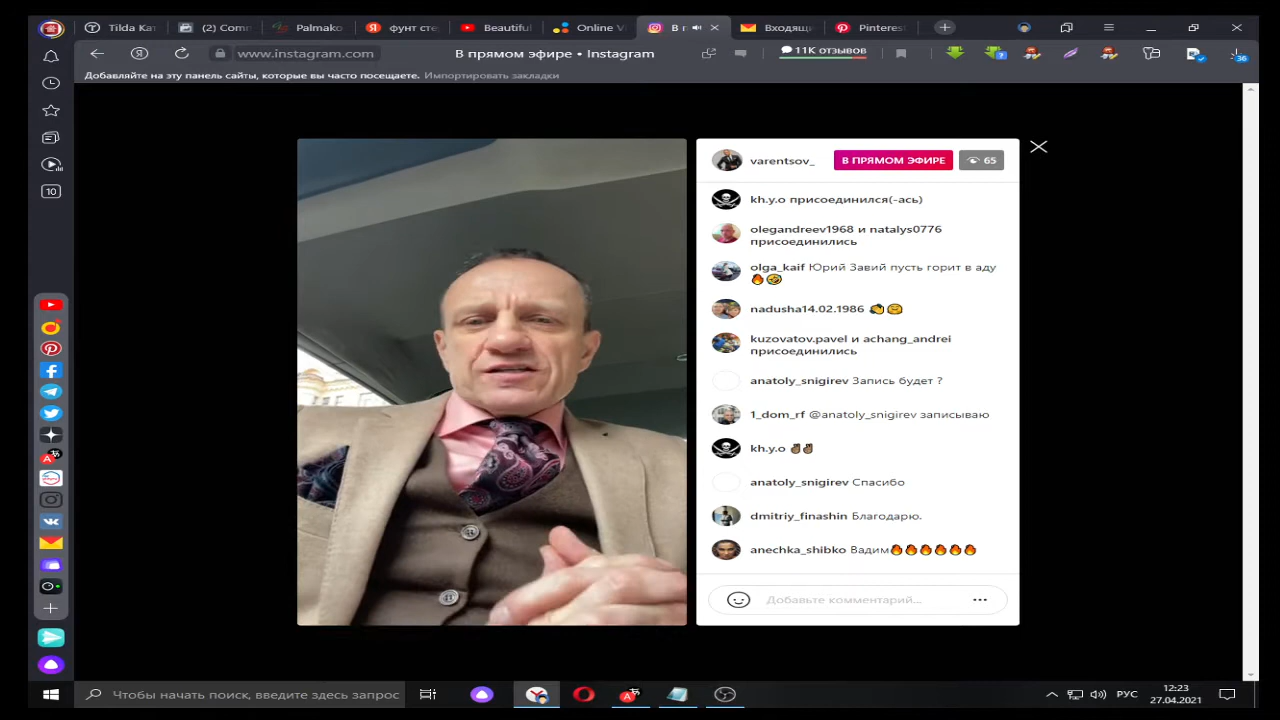 Tilda Кат
(2) Comm
Palmako
фунт сте
Beautiful
Online V
В п
Входящи
Pinterest
www.instagram.com
В прямом эфире • Instagram
11K отзывов
36
Добавляйте на эту панель сайты, которые вы часто посещаете. Импортировать закладки
10
varentsov_
В ПРЯМОМ ЭФИРЕ
65
kh.y.o присоединился(-ась)
olegandreev1968 и natalys0776
присоединились
olga_kaif Юрий Завий пусть горит в аду
🔥🤣
nadusha14.02.1986 👏🤗
kuzovatov.pavel и achang_andrei
присоединились
anatoly_snigirev Запись будет ?
1_dom_rf @anatoly_snigirev записываю
kh.y.o ✌🏾✌🏾
anatoly_snigirev Спасибо
dmitriy_finashin Благодарю.
anechka_shibko Вадим🔥🔥🔥🔥🔥🔥
Добавьте комментарий...
Чтобы начать поиск, введите здесь запрос
РУС
12:23
27.04.2021